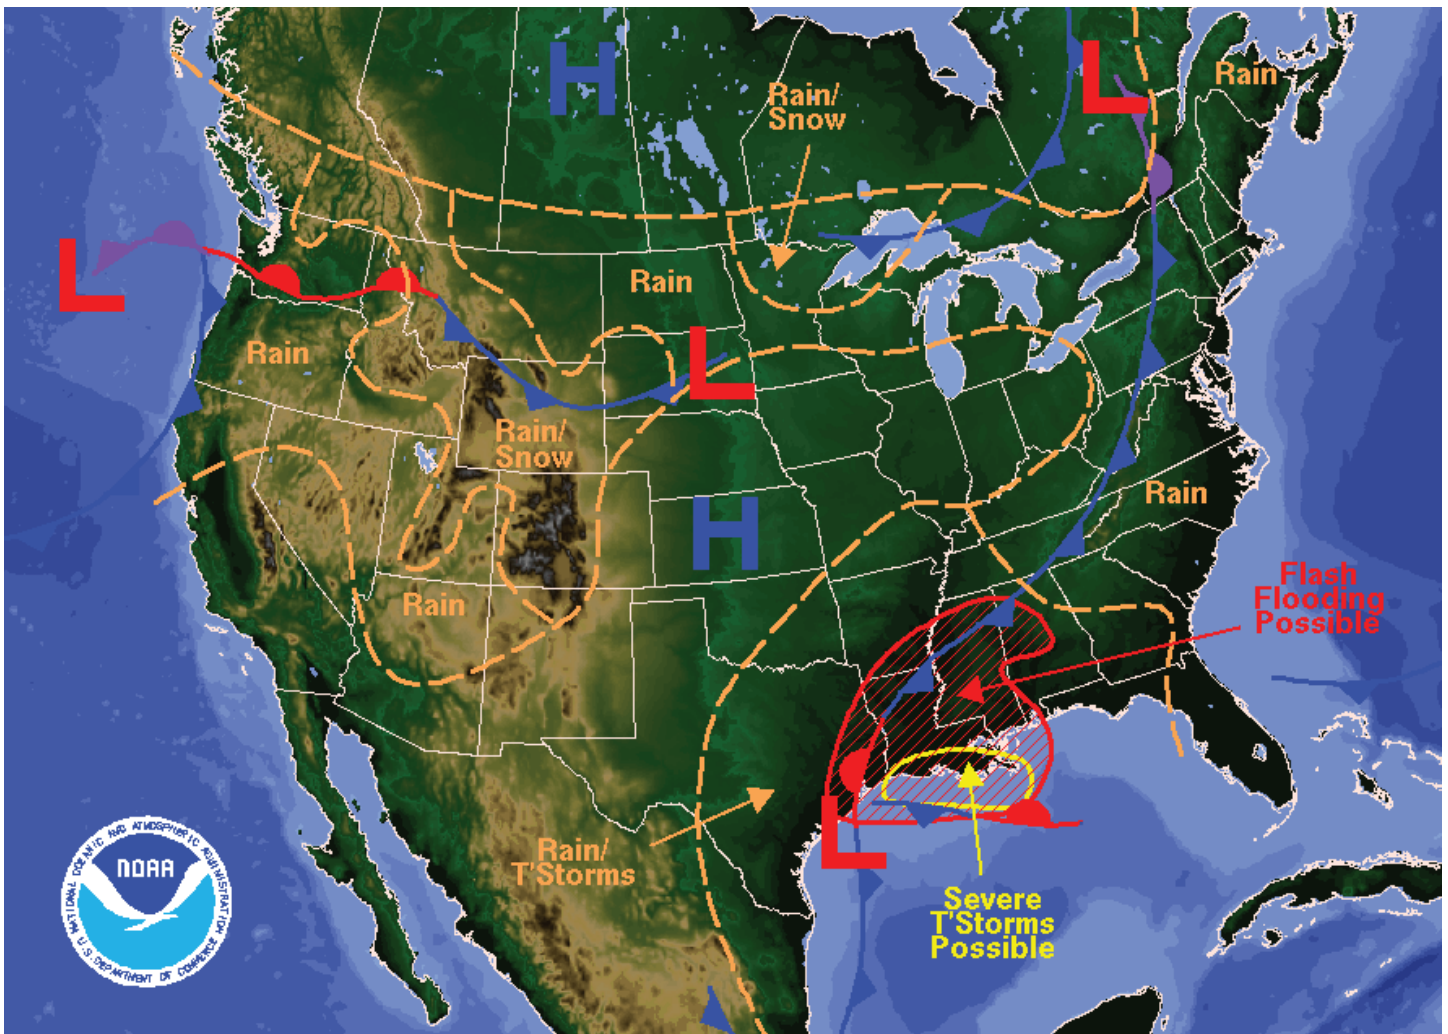 H
L
Rain
Rain/
Snow
L
Rain
L
Rain
Rain/
Snow
H
Rain
Rain
Flash
Flooding
Possible
L
Rain/
T'Storms
Severe
T'Storms
Possible
NOAA
NATIONAL OCEANIC AND ATMOSPHERIC ADMINISTRATION
U.S. DEPARTMENT OF COMMERCE